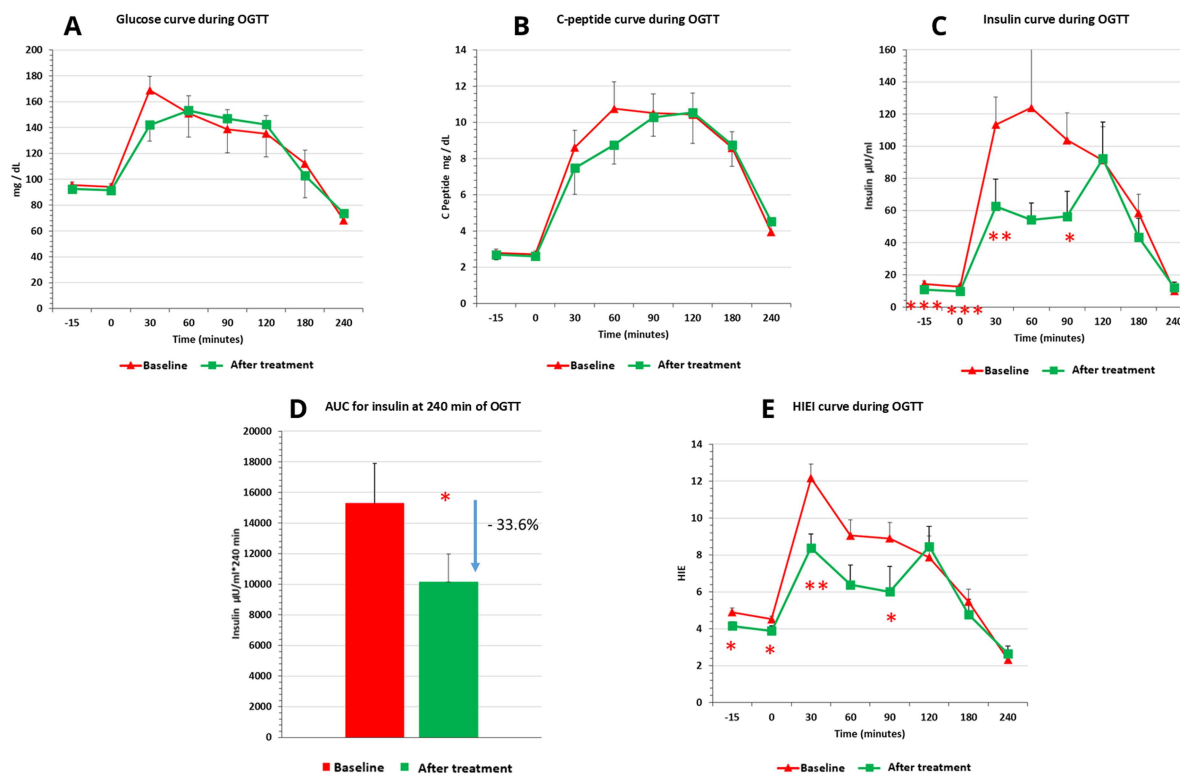 A
Glucose curve during OGTT
mg / dL
200
180
160
140
120
100
80
60
40
20
0
-15 0 30 60 90 120 180 240
Time (minutes)
Baseline After treatment
B
C-peptide curve during OGTT
C Peptide mg / dL
14
12
10
8
6
4
2
0
-15 0 30 60 90 120 180 240
Time (minutes)
Baseline After treatment
C
Insulin curve during OGTT
Insulin µIU/ml
160
140
120
100
80
60
40
20
0
** *
*** ***
-15 0 30 60 90 120 180 240
Time (minutes)
Baseline After treatment
D
AUC for insulin at 240 min of OGTT
Insulin µIU/ml*240 min
20000
18000
16000
14000
12000
10000
8000
6000
4000
2000
0
*
- 33.6%
Baseline After treatment
E
HIEI curve during OGTT
HIE
14
12
10
8
6
4
2
0
** *
* *
-15 0 30 60 90 120 180 240
Time (minutes)
Baseline After treatment